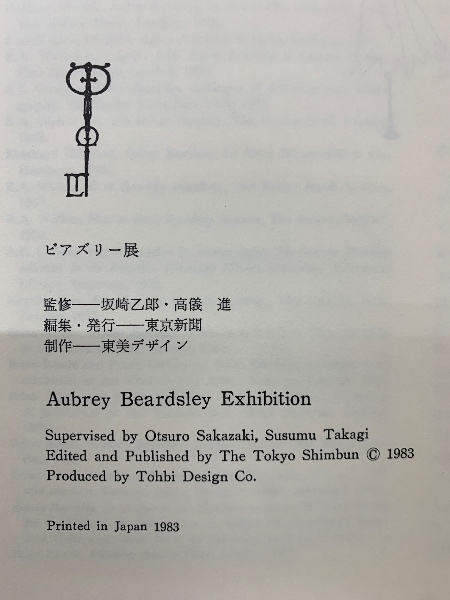 ビアズリー展
監修――坂崎乙郎・高儀　進
編集・発行――東京新聞
制作――東美デザイン
Aubrey Beardsley Exhibition
Supervised by Otsuro Sakazaki, Susumu Takagi
Edited and Published by The Tokyo Shimbun © 1983
Produced by Tohbi Design Co.
Printed in Japan 1983